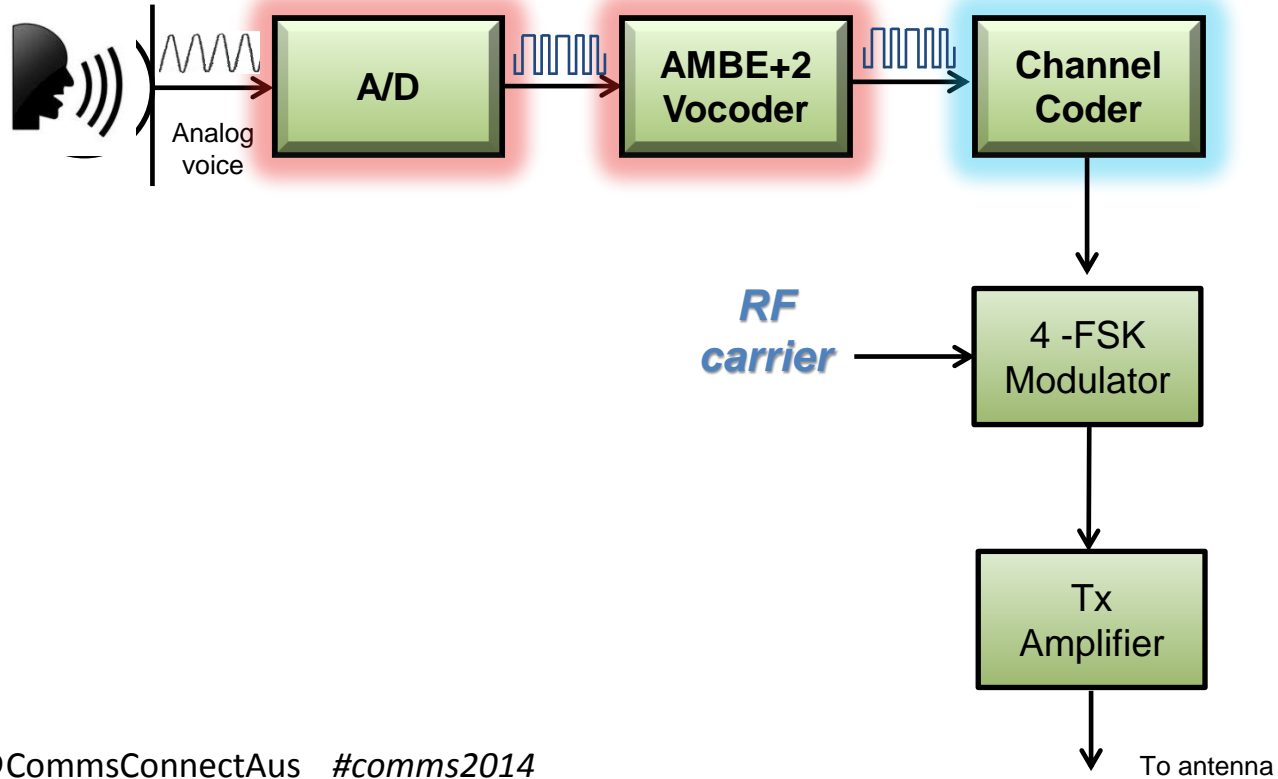 Analog
voice
A/D
AMBE+2
Vocoder
Channel
Coder
RF
carrier
4 -FSK
Modulator
Tx
Amplifier
To antenna
@CommsConnectAus #comms2014